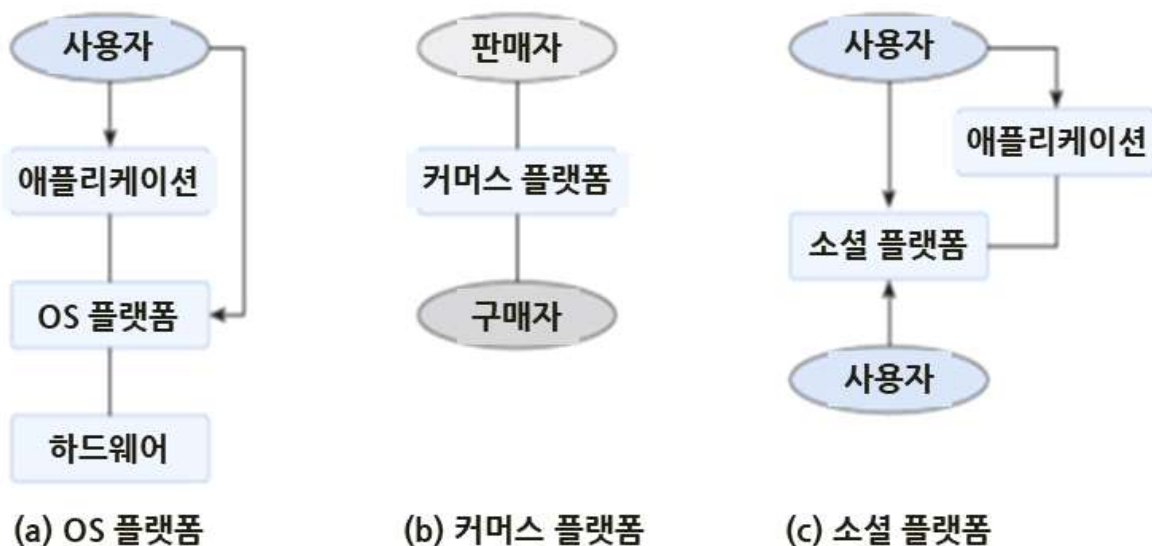 사용자
애플리케이션
OS 플랫폼
하드웨어
(a) OS 플랫폼
판매자
커머스 플랫폼
구매자
(b) 커머스 플랫폼
사용자
애플리케이션
소셜 플랫폼
사용자
(c) 소셜 플랫폼